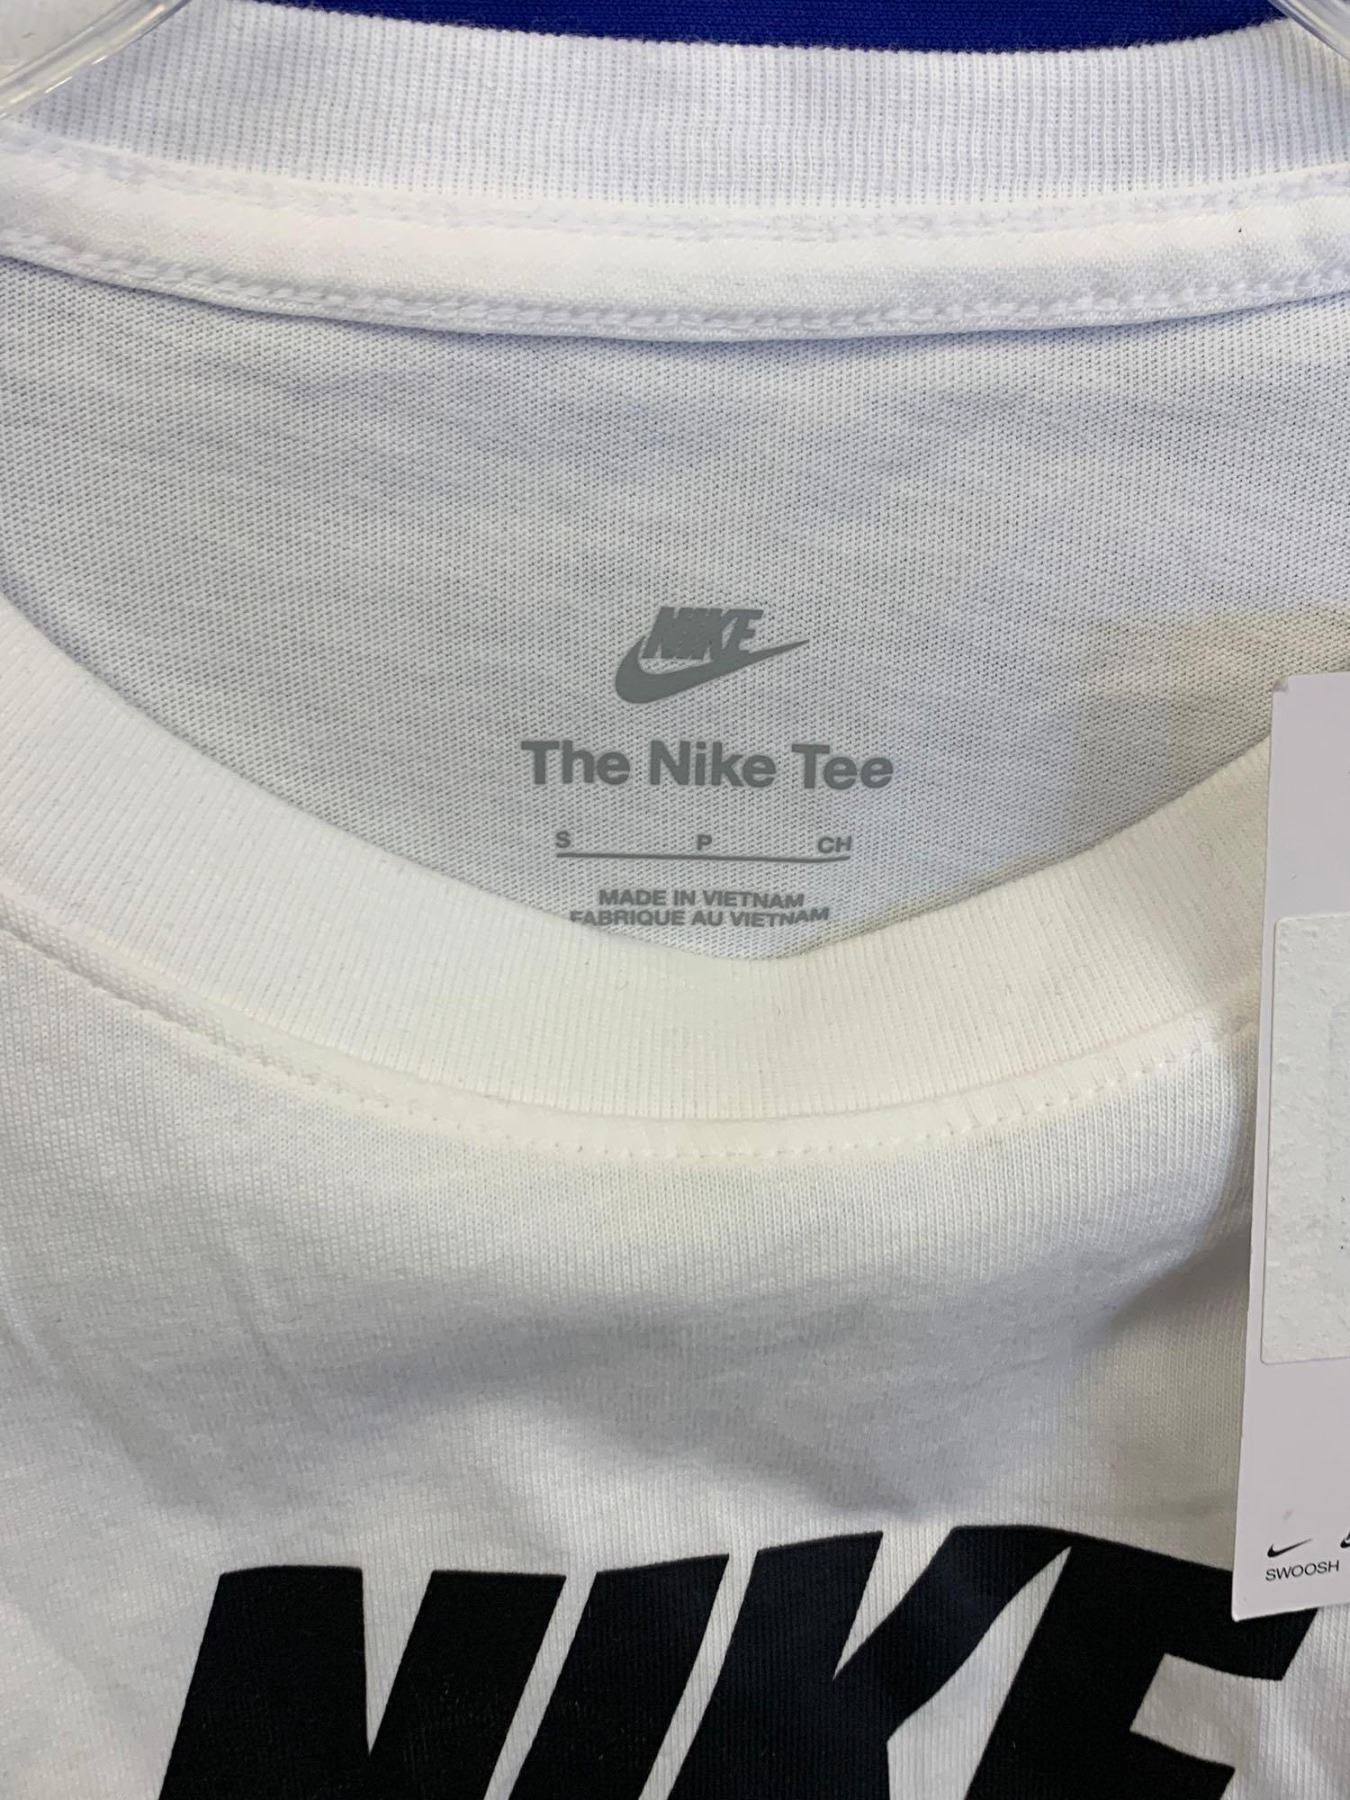 NIKE
The Nike Tee
S P CH
MADE IN VIETNAM
FABRIQUE AU VIETNAM
NIKE
SWOOSH